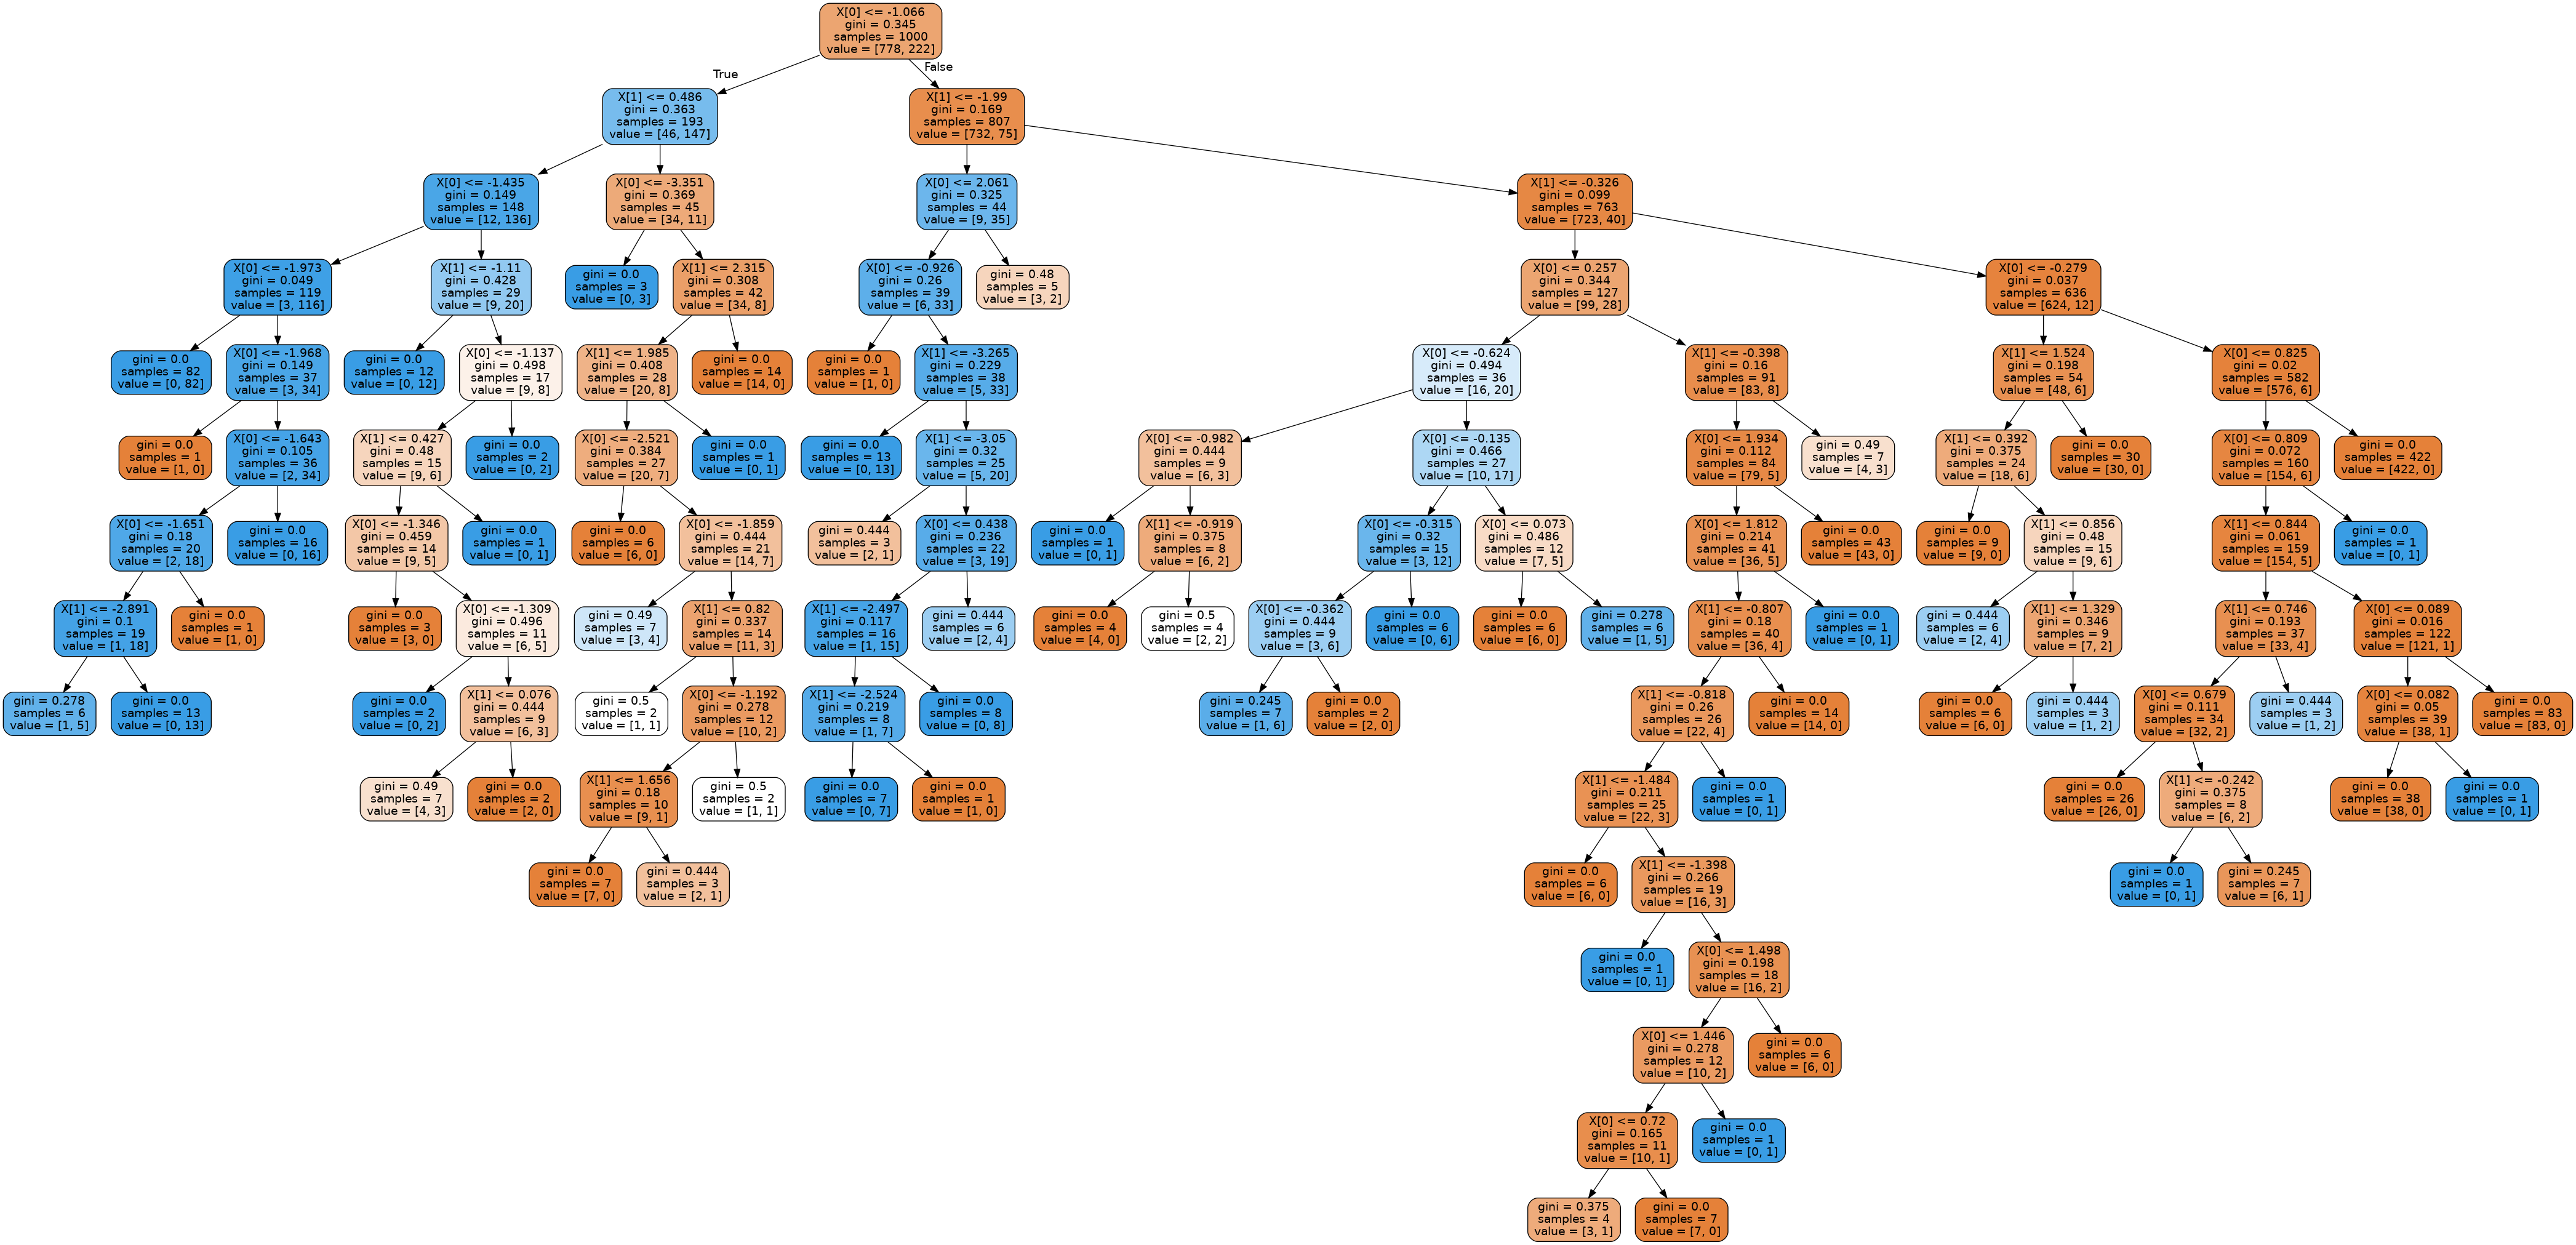 X[0] <= -1.066
gini = 0.345
samples = 1000
value = [778, 222]
True
False
X[1] <= 0.486
gini = 0.363
samples = 193
value = [46, 147]
X[1] <= -1.99
gini = 0.169
samples = 807
value = [732, 75]
X[0] <= -1.435
gini = 0.149
samples = 148
value = [12, 136]
X[0] <= -3.351
gini = 0.369
samples = 45
value = [34, 11]
X[0] <= 2.061
gini = 0.325
samples = 44
value = [9, 35]
X[1] <= -0.326
gini = 0.099
samples = 763
value = [723, 40]
X[0] <= -1.973
gini = 0.049
samples = 119
value = [3, 116]
X[1] <= -1.11
gini = 0.428
samples = 29
value = [9, 20]
gini = 0.0
samples = 3
value = [0, 3]
X[1] <= 2.315
gini = 0.308
samples = 42
value = [34, 8]
X[0] <= -0.926
gini = 0.26
samples = 39
value = [6, 33]
gini = 0.48
samples = 5
value = [3, 2]
X[0] <= 0.257
gini = 0.344
samples = 127
value = [99, 28]
X[0] <= -0.279
gini = 0.037
samples = 636
value = [624, 12]
gini = 0.0
samples = 82
value = [0, 82]
X[0] <= -1.968
gini = 0.149
samples = 37
value = [3, 34]
gini = 0.0
samples = 12
value = [0, 12]
X[0] <= -1.137
gini = 0.498
samples = 17
value = [9, 8]
X[1] <= 1.985
gini = 0.408
samples = 28
value = [20, 8]
gini = 0.0
samples = 14
value = [14, 0]
gini = 0.0
samples = 1
value = [1, 0]
X[1] <= -3.265
gini = 0.229
samples = 38
value = [5, 33]
X[0] <= -0.624
gini = 0.494
samples = 36
value = [16, 20]
X[1] <= -0.398
gini = 0.16
samples = 91
value = [83, 8]
X[1] <= 1.524
gini = 0.198
samples = 54
value = [48, 6]
X[0] <= 0.825
gini = 0.02
samples = 582
value = [576, 6]
gini = 0.0
samples = 1
value = [1, 0]
X[0] <= -1.643
gini = 0.105
samples = 36
value = [2, 34]
X[1] <= 0.427
gini = 0.48
samples = 15
value = [9, 6]
gini = 0.0
samples = 2
value = [0, 2]
X[0] <= -2.521
gini = 0.384
samples = 27
value = [20, 7]
gini = 0.0
samples = 1
value = [0, 1]
gini = 0.0
samples = 13
value = [0, 13]
X[1] <= -3.05
gini = 0.32
samples = 25
value = [5, 20]
X[0] <= -0.982
gini = 0.444
samples = 9
value = [6, 3]
X[0] <= -0.135
gini = 0.466
samples = 27
value = [10, 17]
X[0] <= 1.934
gini = 0.112
samples = 84
value = [79, 5]
gini = 0.49
samples = 7
value = [4, 3]
X[1] <= 0.392
gini = 0.375
samples = 24
value = [18, 6]
gini = 0.0
samples = 30
value = [30, 0]
X[0] <= 0.809
gini = 0.072
samples = 160
value = [154, 6]
gini = 0.0
samples = 422
value = [422, 0]
X[0] <= -1.651
gini = 0.18
samples = 20
value = [2, 18]
gini = 0.0
samples = 16
value = [0, 16]
X[0] <= -1.346
gini = 0.459
samples = 14
value = [9, 5]
gini = 0.0
samples = 1
value = [0, 1]
gini = 0.0
samples = 6
value = [6, 0]
X[0] <= -1.859
gini = 0.444
samples = 21
value = [14, 7]
gini = 0.444
samples = 3
value = [2, 1]
X[0] <= 0.438
gini = 0.236
samples = 22
value = [3, 19]
gini = 0.0
samples = 1
value = [0, 1]
X[1] <= -0.919
gini = 0.375
samples = 8
value = [6, 2]
X[0] <= -0.315
gini = 0.32
samples = 15
value = [3, 12]
X[0] <= 0.073
gini = 0.486
samples = 12
value = [7, 5]
X[0] <= 1.812
gini = 0.214
samples = 41
value = [36, 5]
gini = 0.0
samples = 43
value = [43, 0]
gini = 0.0
samples = 9
value = [9, 0]
X[1] <= 0.856
gini = 0.48
samples = 15
value = [9, 6]
X[1] <= 0.844
gini = 0.061
samples = 159
value = [154, 5]
gini = 0.0
samples = 1
value = [0, 1]
X[1] <= -2.891
gini = 0.1
samples = 19
value = [1, 18]
gini = 0.0
samples = 1
value = [1, 0]
gini = 0.0
samples = 3
value = [3, 0]
X[0] <= -1.309
gini = 0.496
samples = 11
value = [6, 5]
gini = 0.49
samples = 7
value = [3, 4]
X[1] <= 0.82
gini = 0.337
samples = 14
value = [11, 3]
X[1] <= -2.497
gini = 0.117
samples = 16
value = [1, 15]
gini = 0.444
samples = 6
value = [2, 4]
gini = 0.0
samples = 4
value = [4, 0]
gini = 0.5
samples = 4
value = [2, 2]
X[0] <= -0.362
gini = 0.444
samples = 9
value = [3, 6]
gini = 0.0
samples = 6
value = [0, 6]
gini = 0.0
samples = 6
value = [6, 0]
gini = 0.278
samples = 6
value = [1, 5]
X[1] <= -0.807
gini = 0.18
samples = 40
value = [36, 4]
gini = 0.0
samples = 1
value = [0, 1]
gini = 0.444
samples = 6
value = [2, 4]
X[1] <= 1.329
gini = 0.346
samples = 9
value = [7, 2]
X[1] <= 0.746
gini = 0.193
samples = 37
value = [33, 4]
X[0] <= 0.089
gini = 0.016
samples = 122
value = [121, 1]
gini = 0.278
samples = 6
value = [1, 5]
gini = 0.0
samples = 13
value = [0, 13]
gini = 0.0
samples = 2
value = [0, 2]
X[1] <= 0.076
gini = 0.444
samples = 9
value = [6, 3]
gini = 0.5
samples = 2
value = [1, 1]
X[0] <= -1.192
gini = 0.278
samples = 12
value = [10, 2]
X[1] <= -2.524
gini = 0.219
samples = 8
value = [1, 7]
gini = 0.0
samples = 8
value = [0, 8]
gini = 0.245
samples = 7
value = [1, 6]
gini = 0.0
samples = 2
value = [2, 0]
X[1] <= -0.818
gini = 0.26
samples = 26
value = [22, 4]
gini = 0.0
samples = 14
value = [14, 0]
gini = 0.0
samples = 6
value = [6, 0]
gini = 0.444
samples = 3
value = [1, 2]
X[0] <= 0.679
gini = 0.111
samples = 34
value = [32, 2]
gini = 0.444
samples = 3
value = [1, 2]
X[0] <= 0.082
gini = 0.05
samples = 39
value = [38, 1]
gini = 0.0
samples = 83
value = [83, 0]
gini = 0.49
samples = 7
value = [4, 3]
gini = 0.0
samples = 2
value = [2, 0]
X[1] <= 1.656
gini = 0.18
samples = 10
value = [9, 1]
gini = 0.5
samples = 2
value = [1, 1]
gini = 0.0
samples = 7
value = [0, 7]
gini = 0.0
samples = 1
value = [1, 0]
X[1] <= -1.484
gini = 0.211
samples = 25
value = [22, 3]
gini = 0.0
samples = 1
value = [0, 1]
gini = 0.0
samples = 26
value = [26, 0]
X[1] <= -0.242
gini = 0.375
samples = 8
value = [6, 2]
gini = 0.0
samples = 38
value = [38, 0]
gini = 0.0
samples = 1
value = [0, 1]
gini = 0.0
samples = 7
value = [7, 0]
gini = 0.444
samples = 3
value = [2, 1]
gini = 0.0
samples = 6
value = [6, 0]
X[1] <= -1.398
gini = 0.266
samples = 19
value = [16, 3]
gini = 0.0
samples = 1
value = [0, 1]
gini = 0.245
samples = 7
value = [6, 1]
gini = 0.0
samples = 1
value = [0, 1]
X[0] <= 1.498
gini = 0.198
samples = 18
value = [16, 2]
X[0] <= 1.446
gini = 0.278
samples = 12
value = [10, 2]
gini = 0.0
samples = 6
value = [6, 0]
X[0] <= 0.72
gini = 0.165
samples = 11
value = [10, 1]
gini = 0.0
samples = 1
value = [0, 1]
gini = 0.375
samples = 4
value = [3, 1]
gini = 0.0
samples = 7
value = [7, 0]